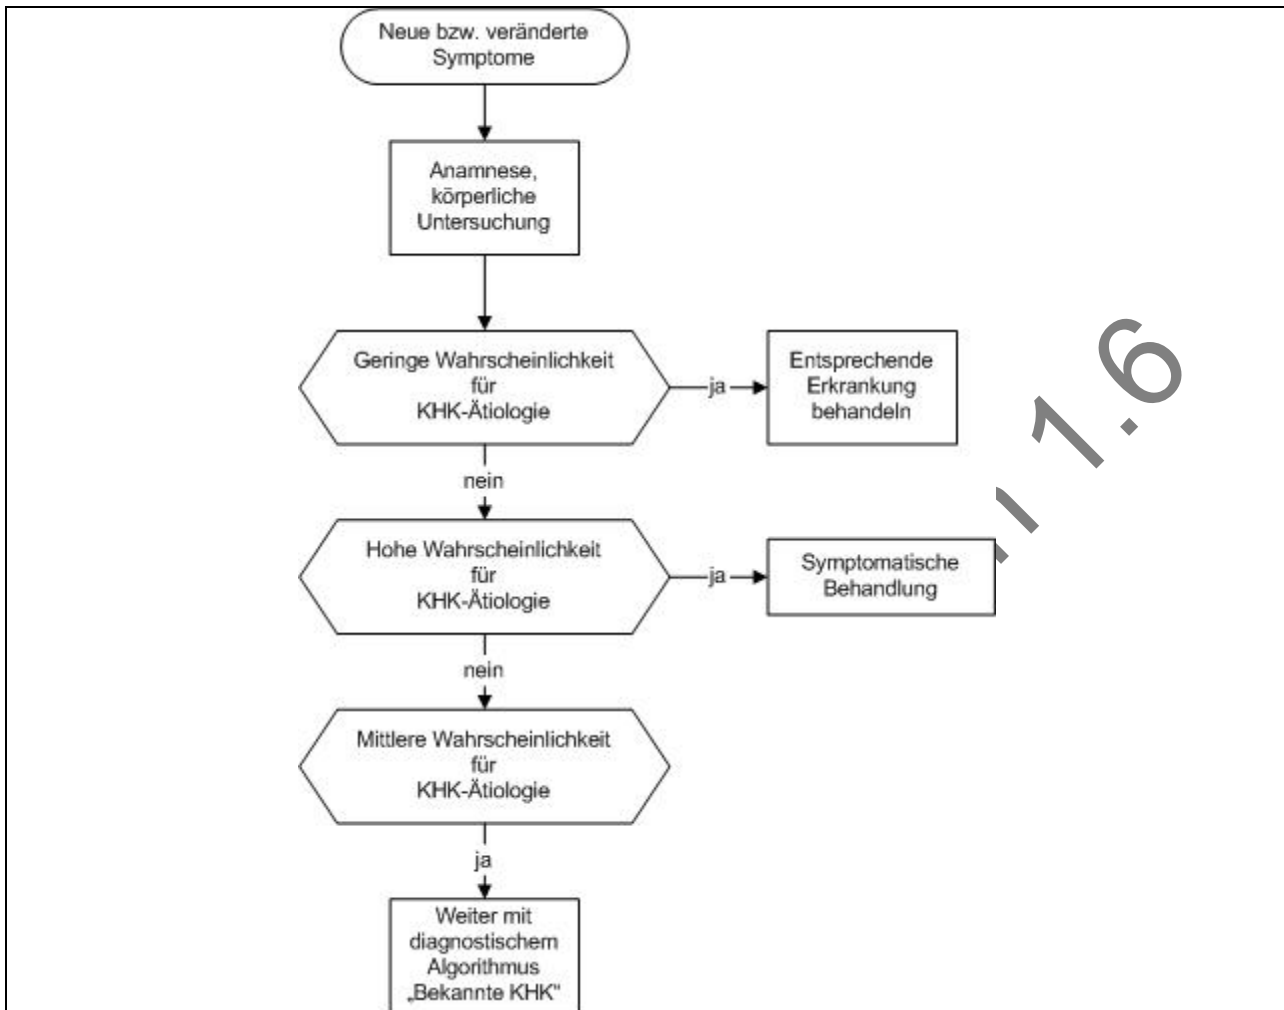 Neue bzw. veränderte
Symptome
Anamnese,
körperliche
Untersuchung
Geringe Wahrscheinlichkeit
für
KHK-Ätiologie
ja
Entsprechende
Erkrankung
behandeln
nein
Hohe Wahrscheinlichkeit
für
KHK-Ätiologie
ja
Symptomatische
Behandlung
nein
Mittlere Wahrscheinlichkeit
für
KHK-Ätiologie
ja
Weiter mit
diagnostischem
Algorithmus
„Bekannte KHK"
1.6